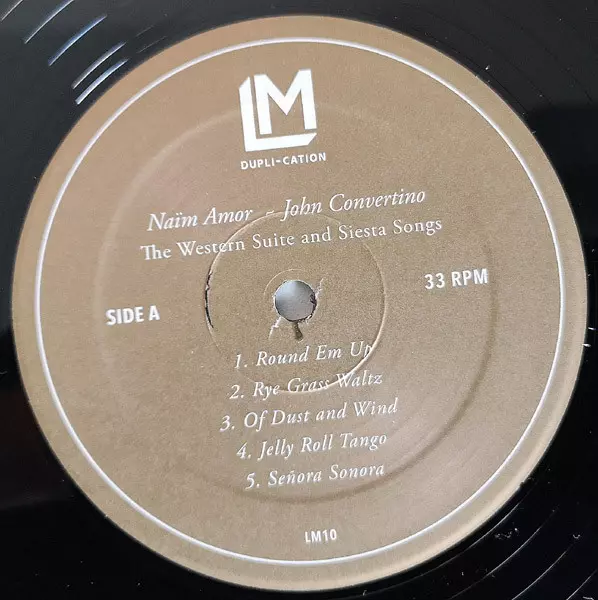 LM
DUPLI-CATION
Naïm Amor - John Convertino
The Western Suite and Siesta Songs
SIDE A
33 RPM
1. Round Em Up
2. Rye Grass Waltz
3. Of Dust and Wind
4. Jelly Roll Tango
5. Señora Sonora
LM10